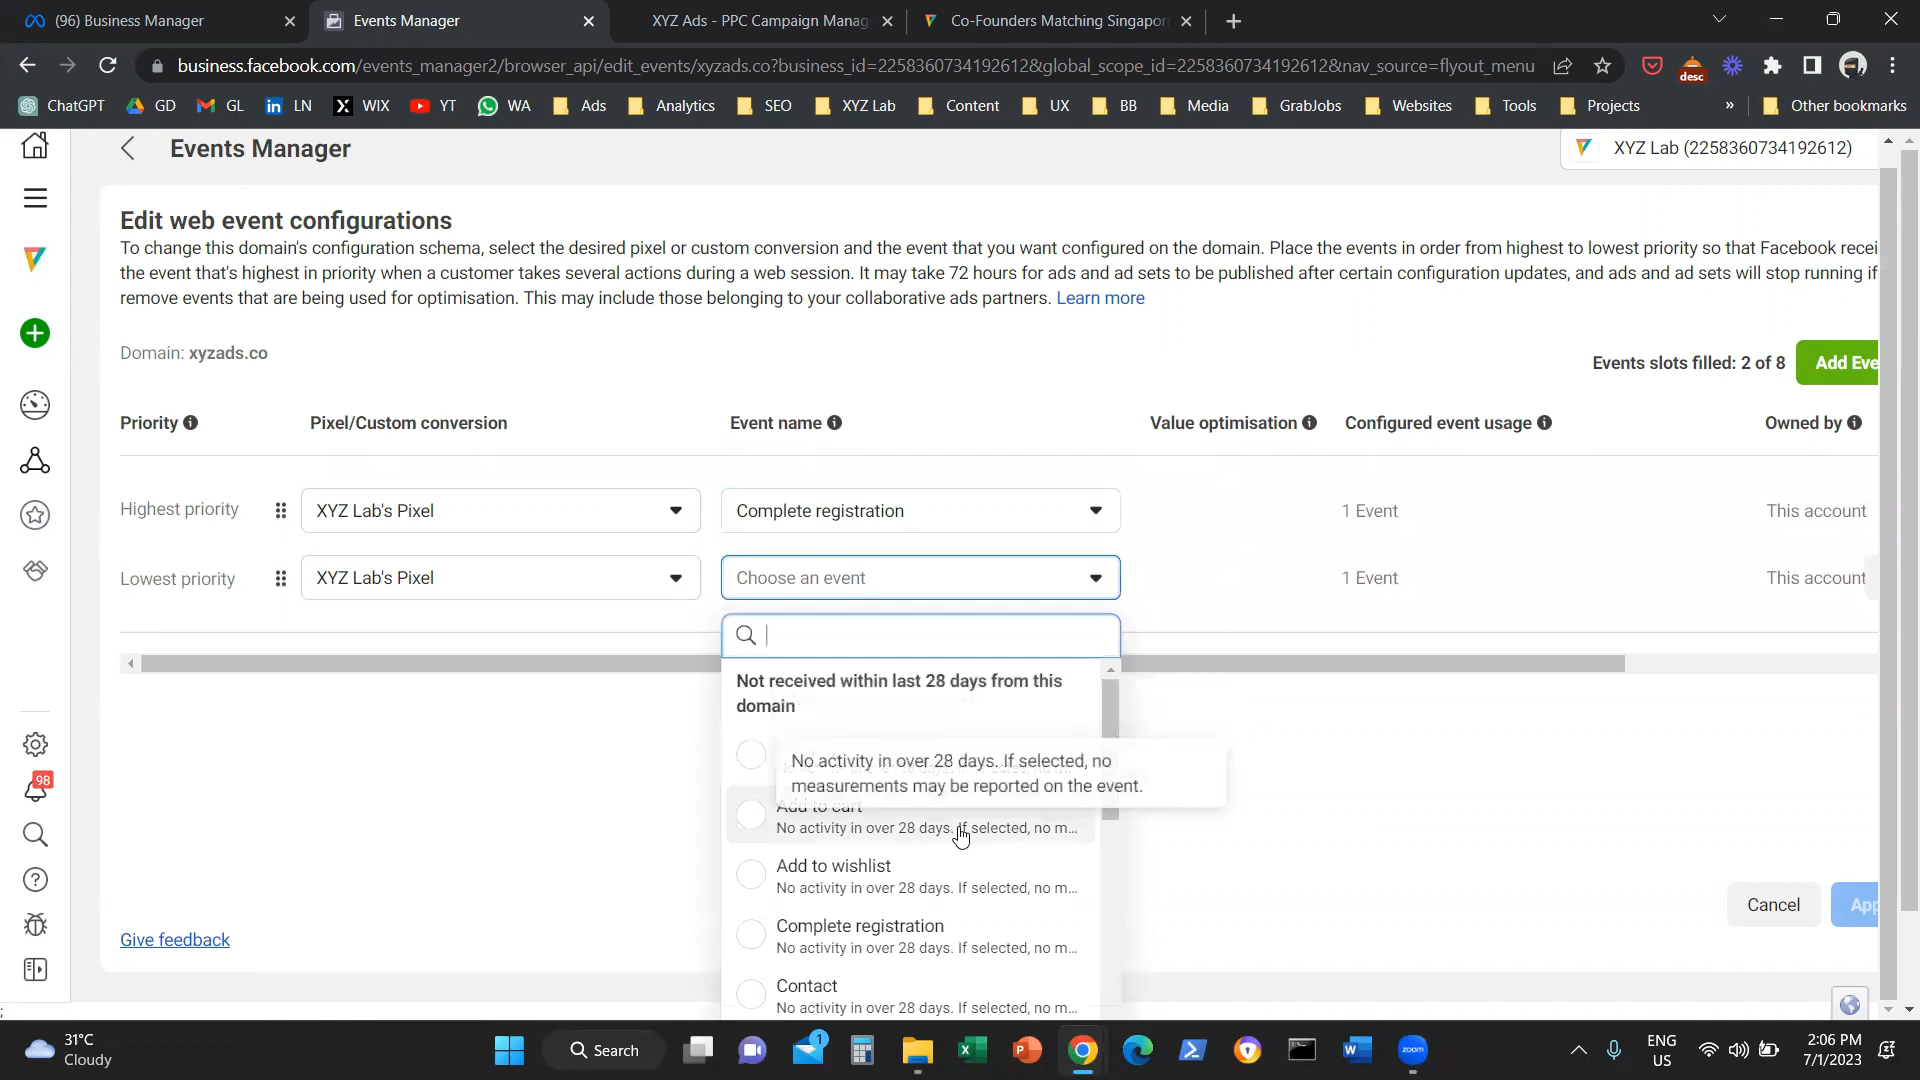 (96) Business Manager
Events Manager
XYZ Ads - PPC Campaign Manag
Co-Founders Matching Singapor
business.facebook.com/events_manager2/browser_api/edit_events/xyzads.co?business_id=2258360734192612&global_scope_id=2258360734192612&nav_source=flyout_menu
desc
ChatGPT GD GL LN WIX YT WA Ads Analytics SEO XYZ Lab Content UX BB Media GrabJobs Websites Tools Projects » Other bookmarks
Events Manager
XYZ Lab (2258360734192612)
Edit web event configurations
To change this domain's configuration schema, select the desired pixel or custom conversion and the event that you want configured on the domain. Place the events in order from highest to lowest priority so that Facebook recei
the event that's highest in priority when a customer takes several actions during a web session. It may take 72 hours for ads and ad sets to be published after certain configuration updates, and ads and ad sets will stop running if
remove events that are being used for optimisation. This may include those belonging to your collaborative ads partners. Learn more
Domain: xyzads.co
Events slots filled: 2 of 8
Add Eve
Priority Pixel/Custom conversion Event name Value optimisation Configured event usage Owned by
Highest priority XYZ Lab's Pixel Complete registration 1 Event This account
Lowest priority XYZ Lab's Pixel Choose an event 1 Event This account
Not received within last 28 days from this
domain
No activity in over 28 days. If selected, no
measurements may be reported on the event.
Add to cart
No activity in over 28 days. If selected, no m...
Add to wishlist
No activity in over 28 days. If selected, no m...
Complete registration
No activity in over 28 days. If selected, no m...
Contact
No activity in over 28 days. If selected, no m...
Cancel
App
Give feedback
98
31°C
Cloudy
Search
1
zoom
ENG
US
2:06 PM
7/1/2023